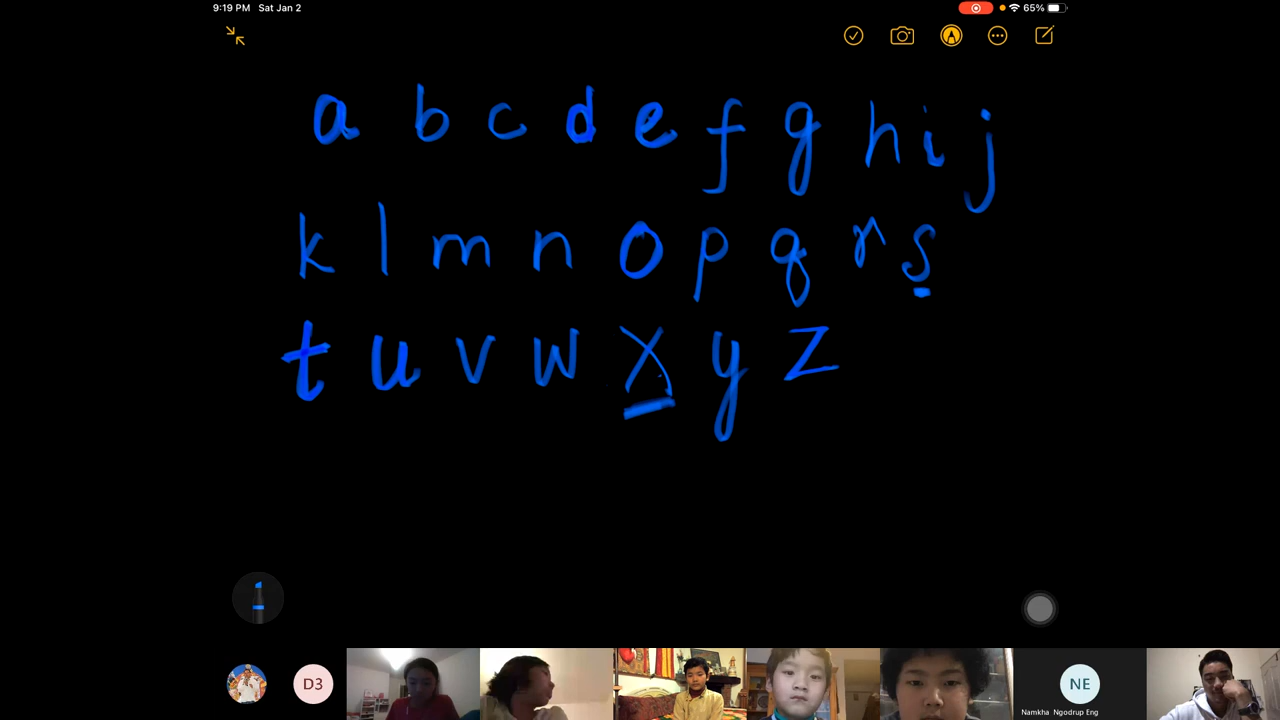 9:19 PM Sat Jan 2 65%
a b c d e f g h i j
k l m n o p q r s
t u v w x y z
D3 NE
Namkha Ngodrup Eng